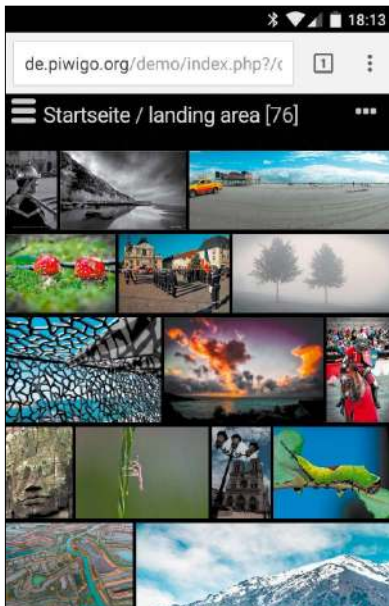 18:13
de.piwigo.org/demo/index.php?/c
1
Startseite / landing area [76]